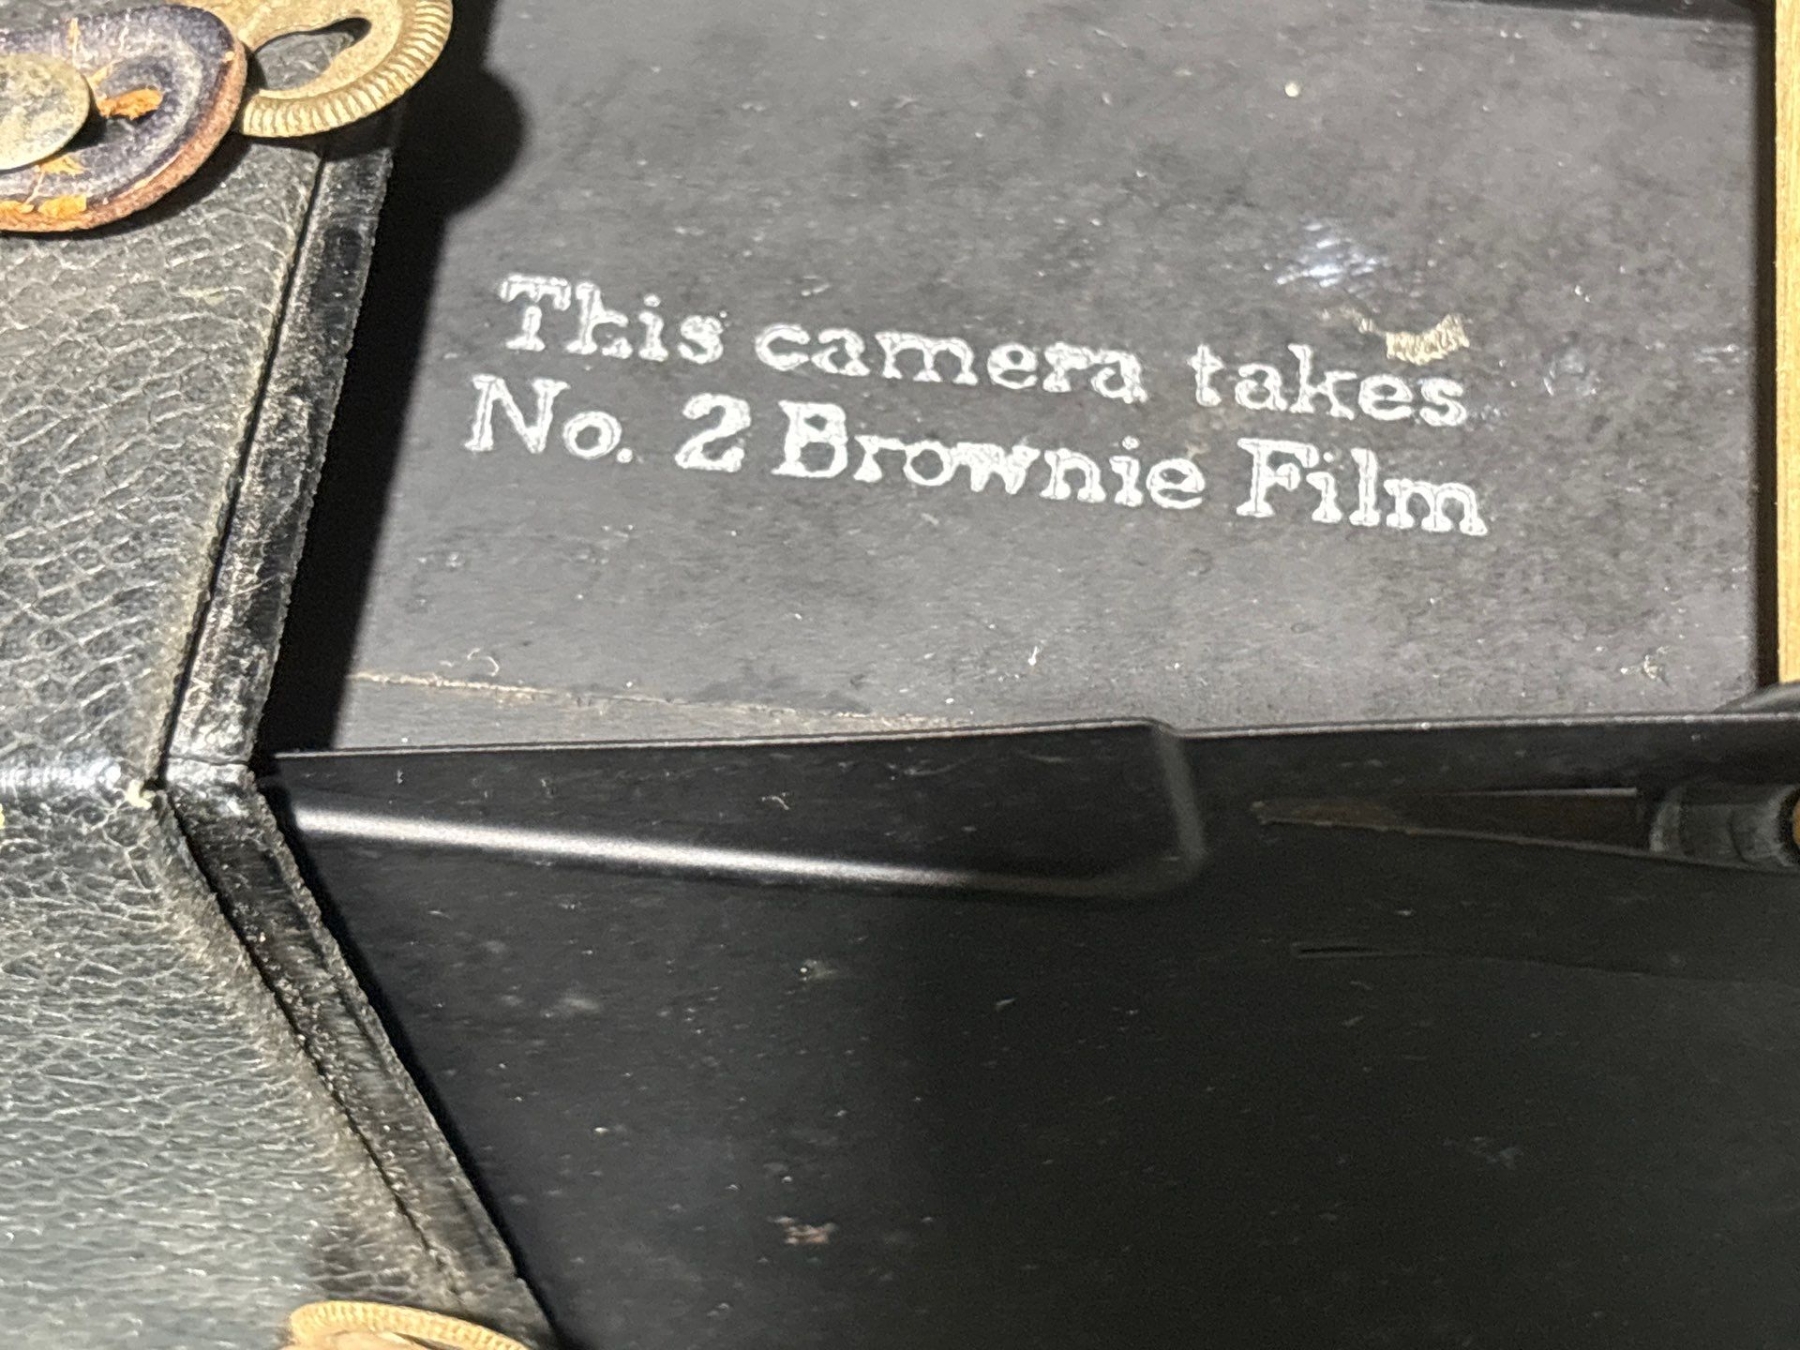 This camera takes
No. 2 Brownie Film